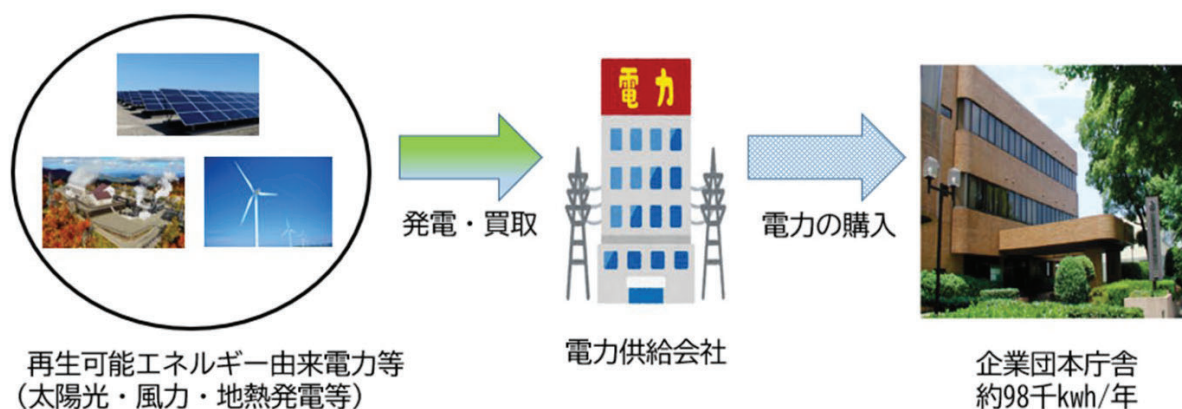 電力
発電・買取
電力の購入
再生可能エネルギー由来電力等
（太陽光・風力・地熱発電等）
電力供給会社
企業団本庁舎
約98千kwh/年